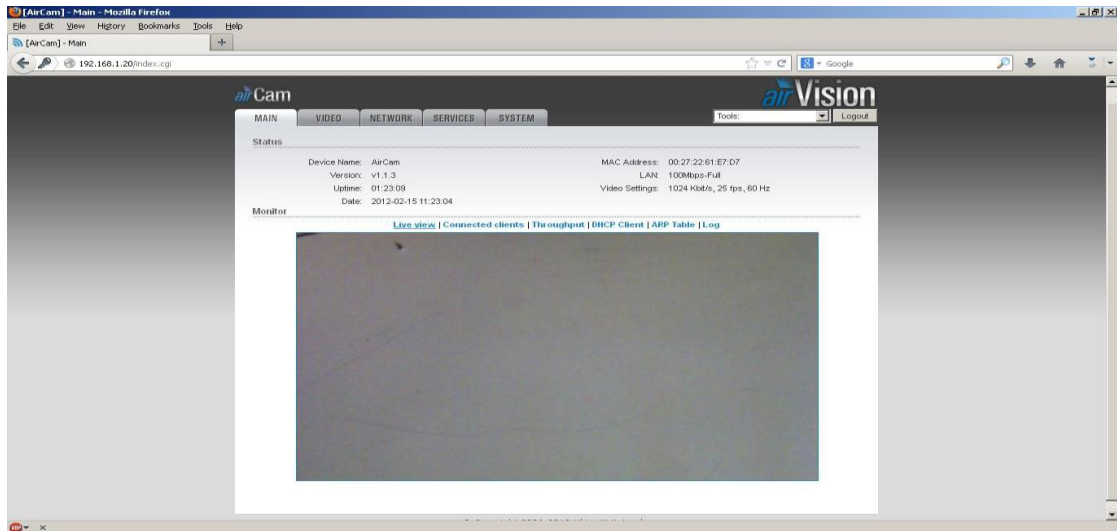 [AirCam] - Main - Mozilla Firefox
File Edit View History Bookmarks Tools Help
[AirCam] - Main
192.168.1.20/index.cgi
Google
airCam
airVision
MAIN VIDEO NETWORK SERVICES SYSTEM
Tools: Logout
Status
Device Name: AirCam
MAC Address: 00:27:22:61:E7:D7
Version: v1.1.3
LAN: 100Mbps-Full
Uptime: 01:23:09
Video Settings: 1024 Kbit/s, 25 fps, 60 Hz
Date: 2012-02-15 11:23:04
Monitor
Live view | Connected clients | Throughput | DHCP Client | ARP Table | Log
ABP